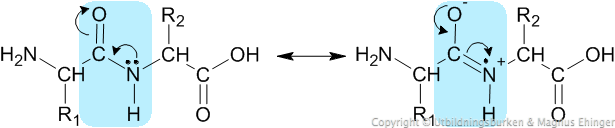 O R2 O - R2
H2N C CH OH H2N C CH OH
CH N C CH N + C
R1 H O R1 H O
Copyright © Utbildningsburken & Magnus Ehinger